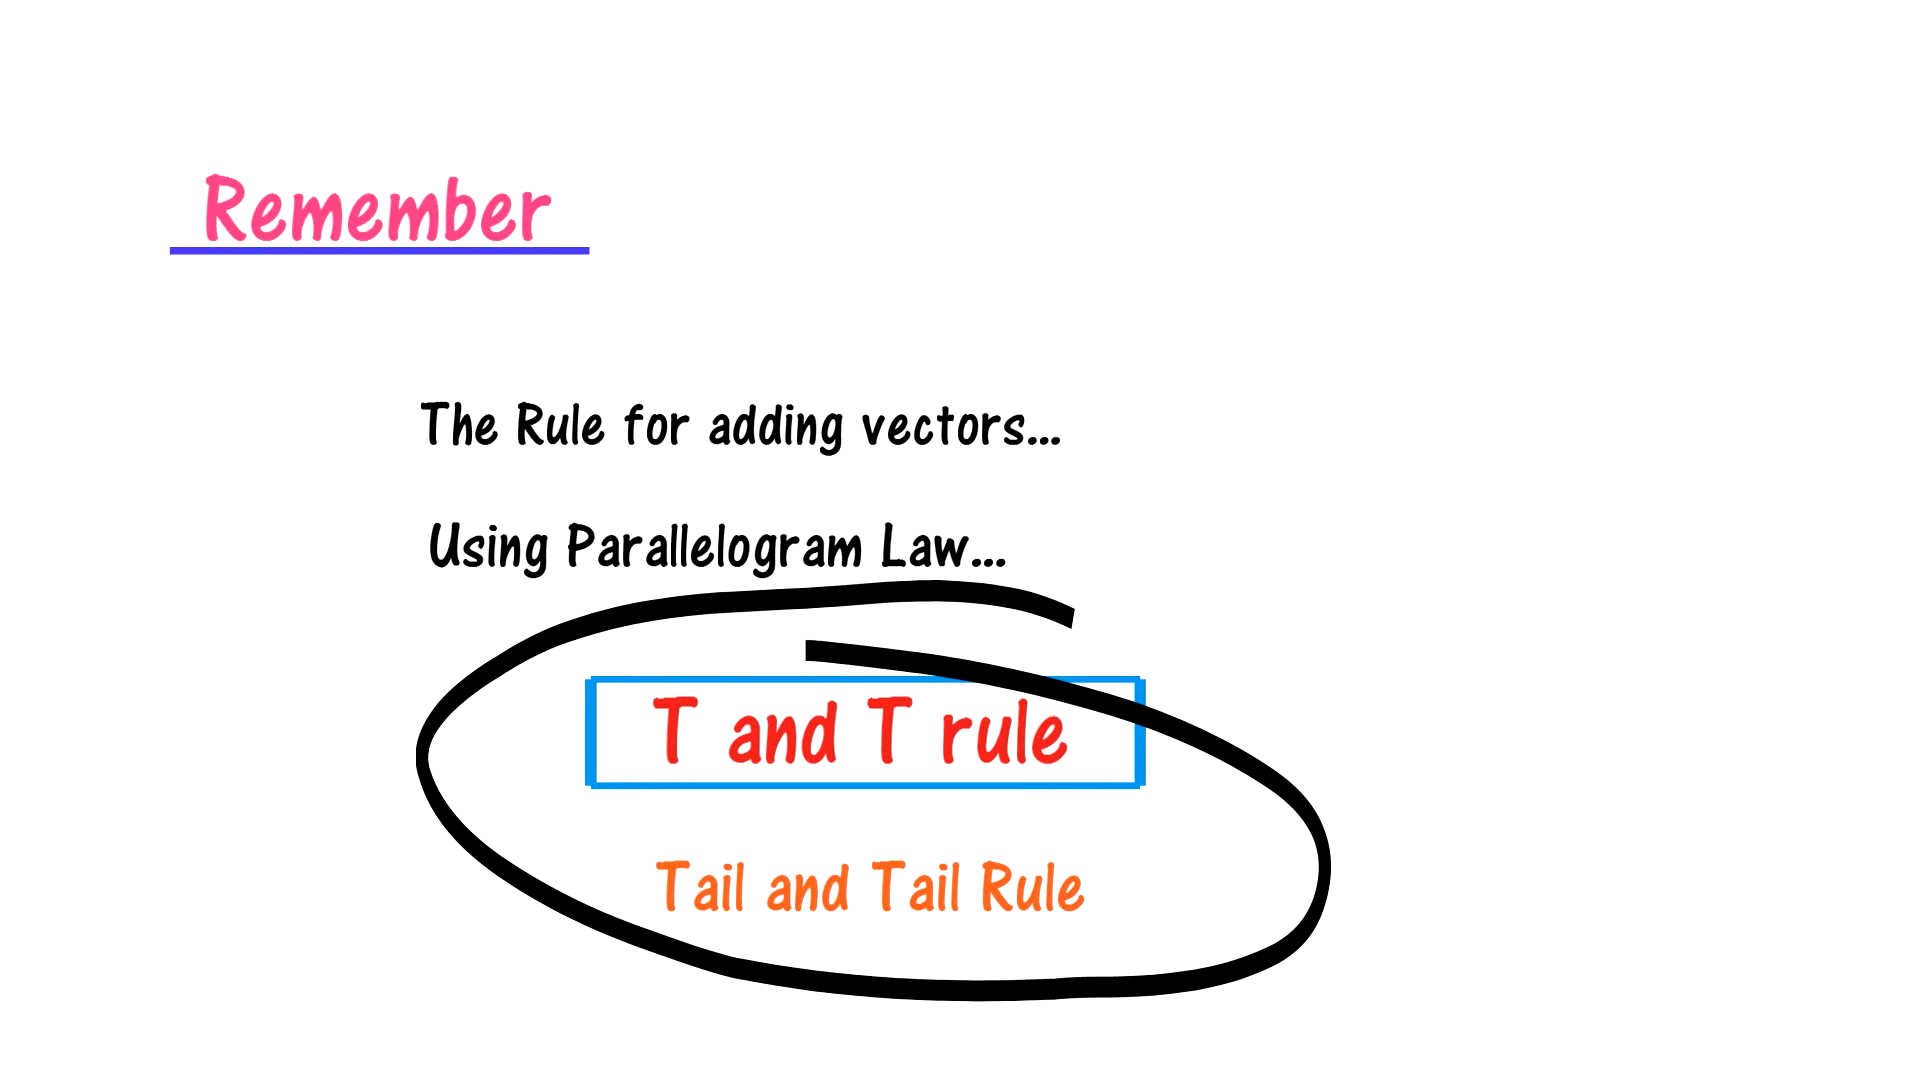 Remember
The Rule for adding vectors...
Using Parallelogram Law...
T and T rule
Tail and Tail Rule